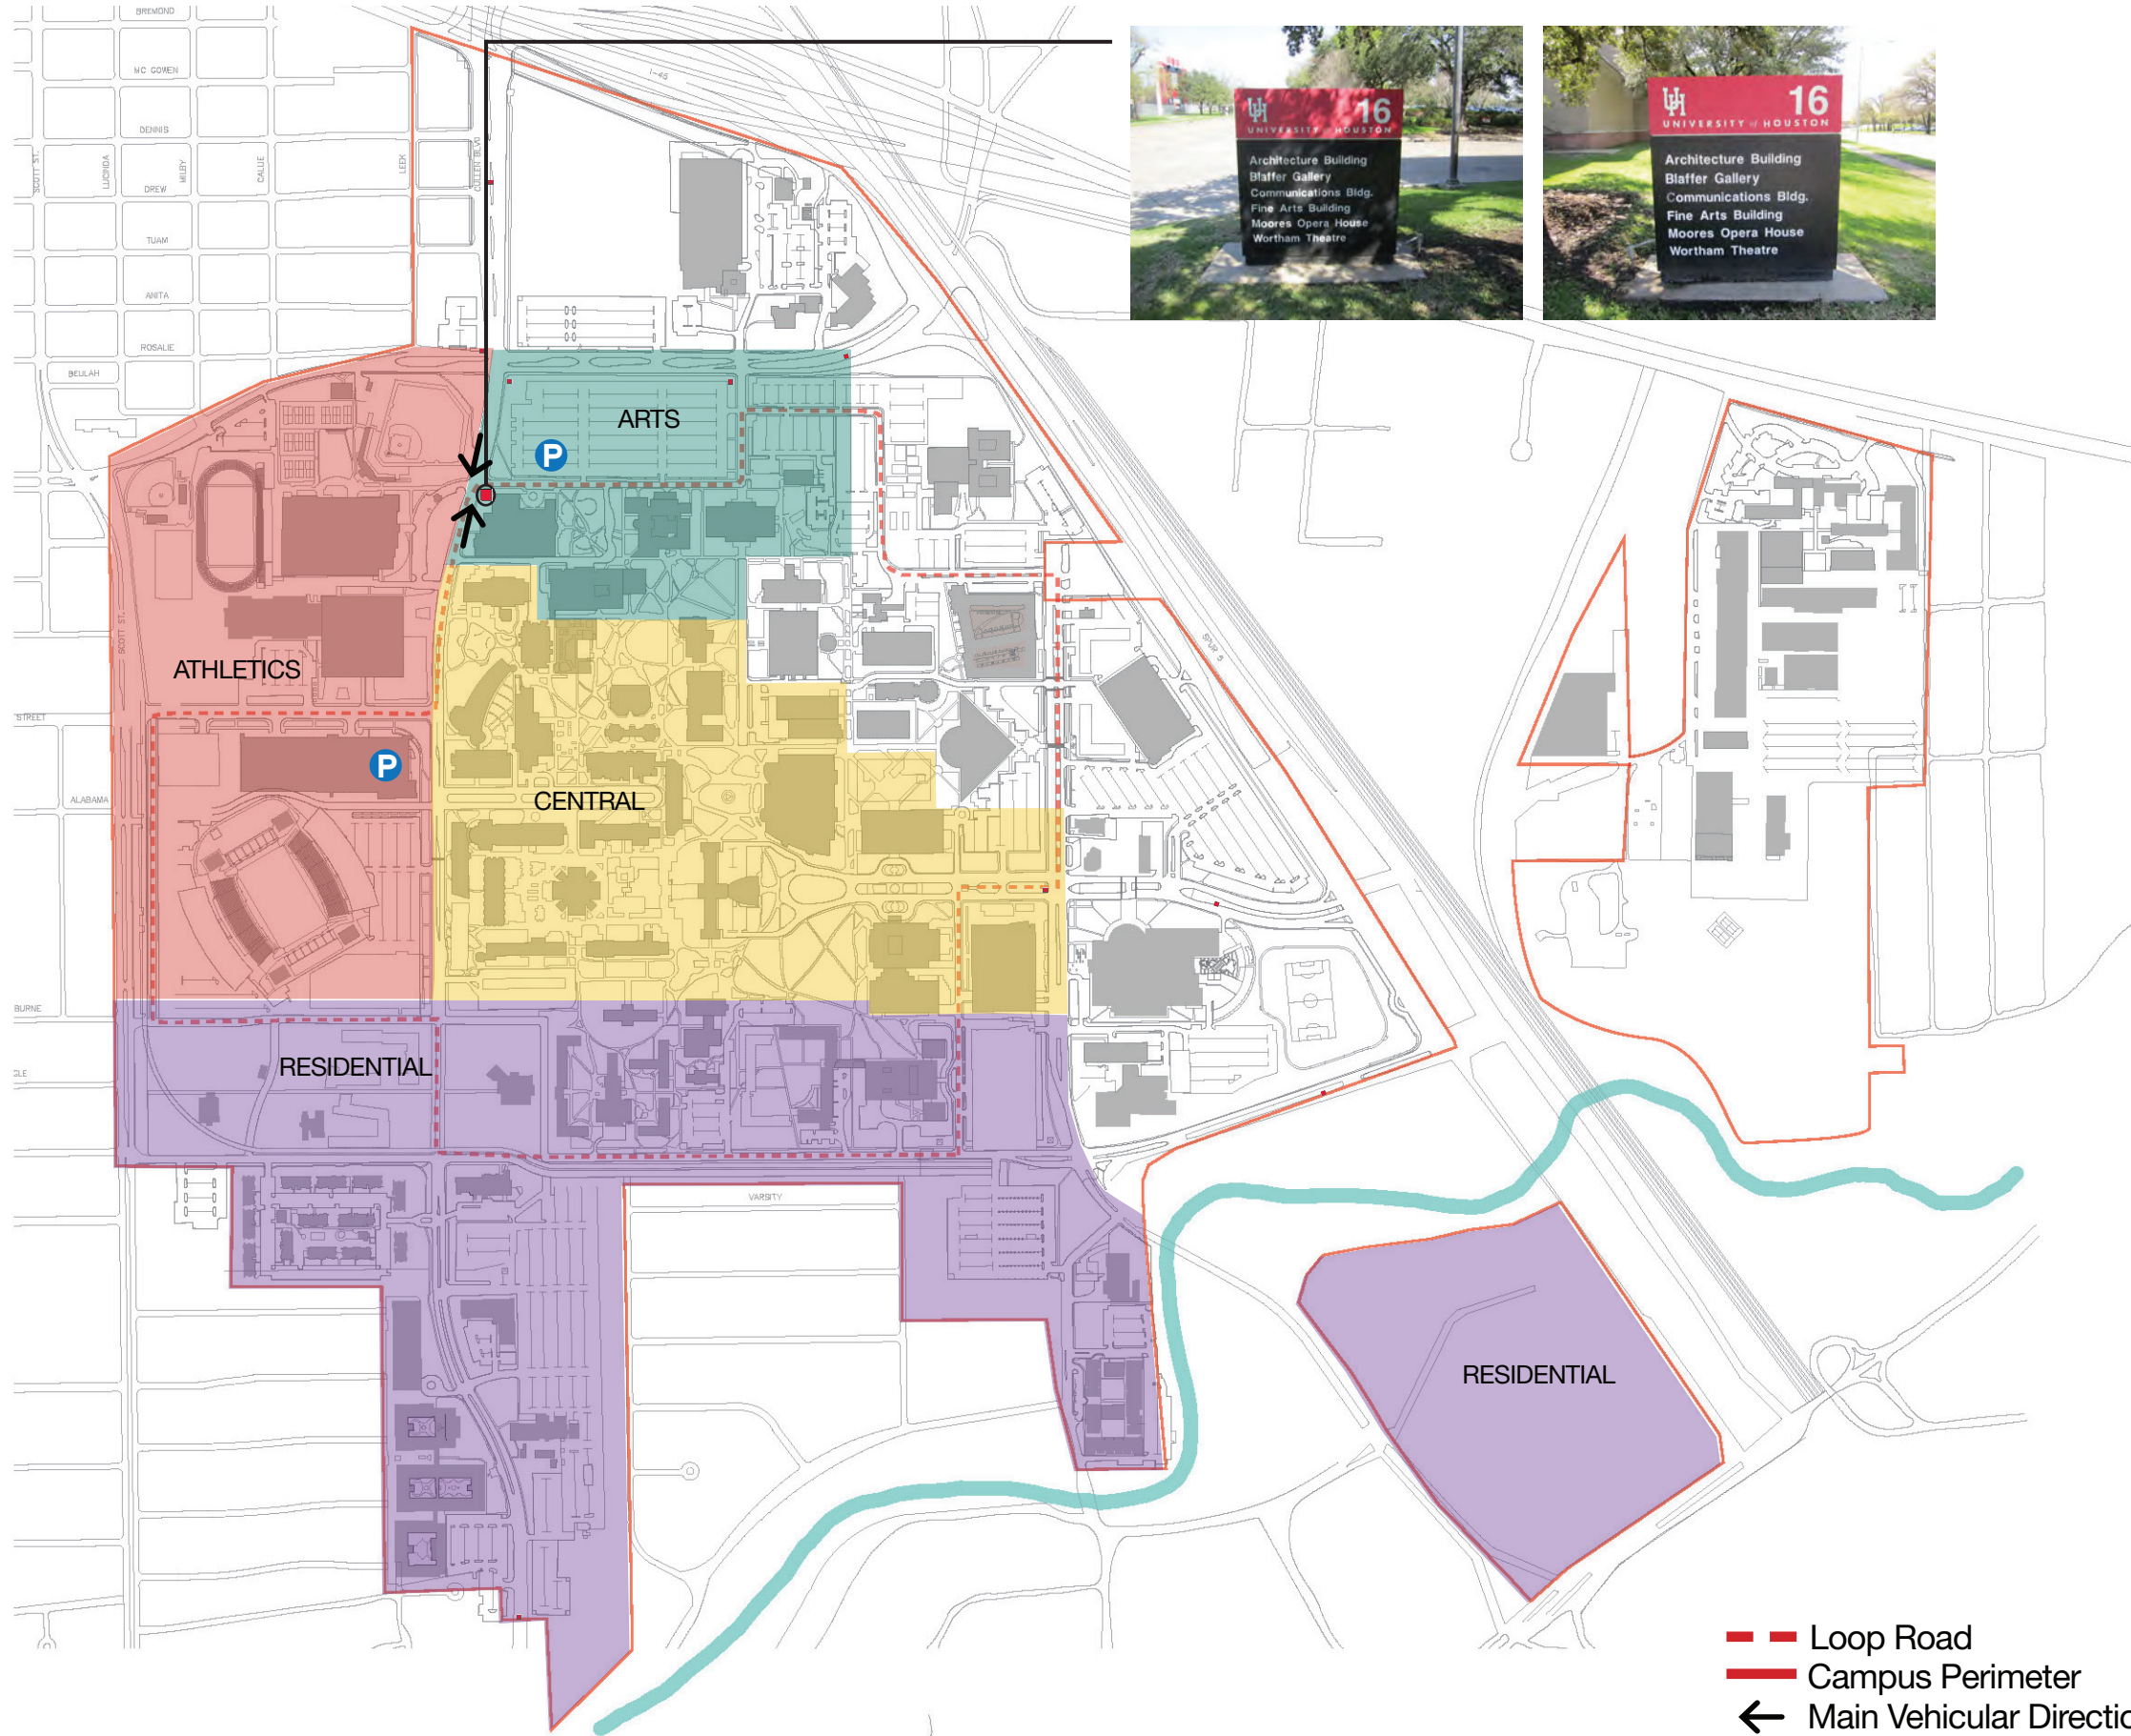 BREMOND
MC GOWEN
DENNIS
DREW
TUAM
ANITA
ROSALIE
BEULAH
SCOTT ST.
LUCINDA
MILBY
CALLIE
LEEK
CULLEN BLVD
I-45
UH 16
UNIVERSITY of HOUSTON
Architecture Building
Blaffer Gallery
Communications Bldg.
Fine Arts Building
Moores Opera House
Wortham Theatre
UH 16
UNIVERSITY of HOUSTON
Architecture Building
Blaffer Gallery
Communications Bldg.
Fine Arts Building
Moores Opera House
Wortham Theatre
ARTS
P
SCOTT ST.
ATHLETICS
SPUR 5
STREET
P
ALABAMA
CENTRAL
BURNE
GLE
RESIDENTIAL
VARSITY
RESIDENTIAL
Loop Road
Campus Perimeter
Main Vehicular Directio